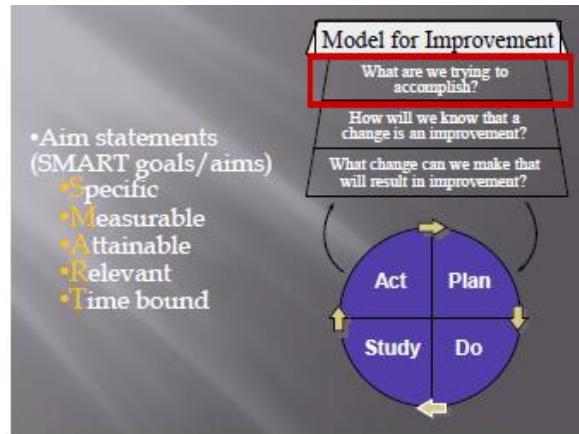 •Aim statements
(SMART goals/aims)
•Specific
•Measurable
•Attainable
•Relevant
•Time bound
Model for Improvement
What are we trying to
accomplish?
How will we know that a
change is an improvement?
What change can we make that
will result in improvement?
Act
Plan
Study
Do